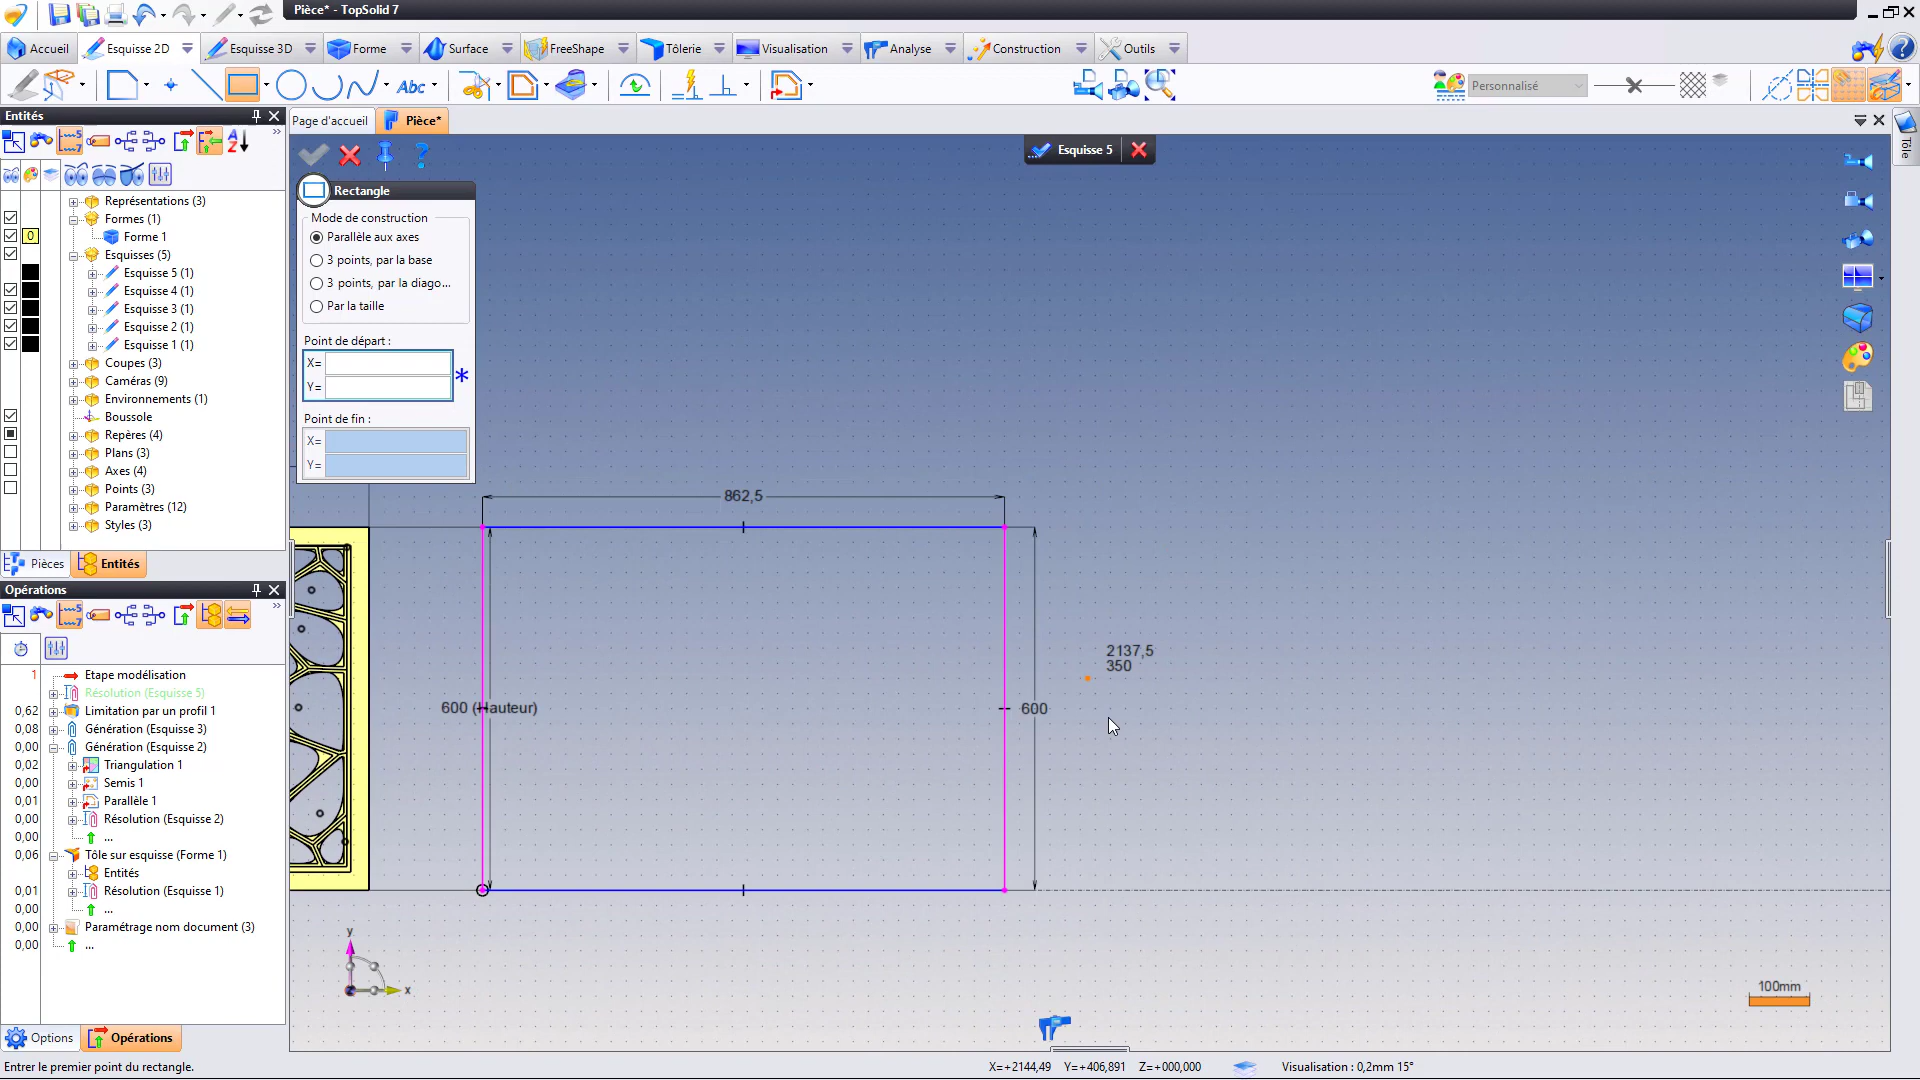 Pièce* - TopSolid 7
Accueil
Esquisse 2D
Esquisse 3D
Forme
Surface
FreeShape
Tôlerie
Visualisation
Analyse
Construction
Outils
Abc
Personnalisé
Entités
Page d'accueil
Pièce*
Esquisse 5
Tôle
Représentations (3)
Formes (1)
0
Forme 1
Esquisses (5)
Esquisse 5 (1)
Esquisse 4 (1)
Esquisse 3 (1)
Esquisse 2 (1)
Esquisse 1 (1)
Coupes (3)
Caméras (9)
Environnements (1)
Boussole
Repères (4)
Plans (3)
Axes (4)
Points (3)
Paramètres (12)
Styles (3)
Pièces
Entités
Rectangle
Mode de construction
Parallèle aux axes
3 points, par la base
3 points, par la diago...
Par la taille
Point de départ :
X=
Y=
Point de fin :
X=
Y=
862,5
600 (Hauteur)
600
2137,5
350
Opérations
1 Etape modélisation
Résolution (Esquisse 5)
0,62 Limitation par un profil 1
0,08 Génération (Esquisse 3)
0,00 Génération (Esquisse 2)
0,02 Triangulation 1
0,00 Semis 1
0,01 Parallèle 1
0,00 Résolution (Esquisse 2)
0,00 ...
0,06 Tôle sur esquisse (Forme 1)
Entités
0,01 Résolution (Esquisse 1)
0,00 ...
0,00 Paramétrage nom document (3)
0,00 ...
y
x
100mm
Options
Opérations
Entrer le premier point du rectangle.
X=+2144,49 Y=+406,891 Z=+000,000
Visualisation : 0,2mm 15°